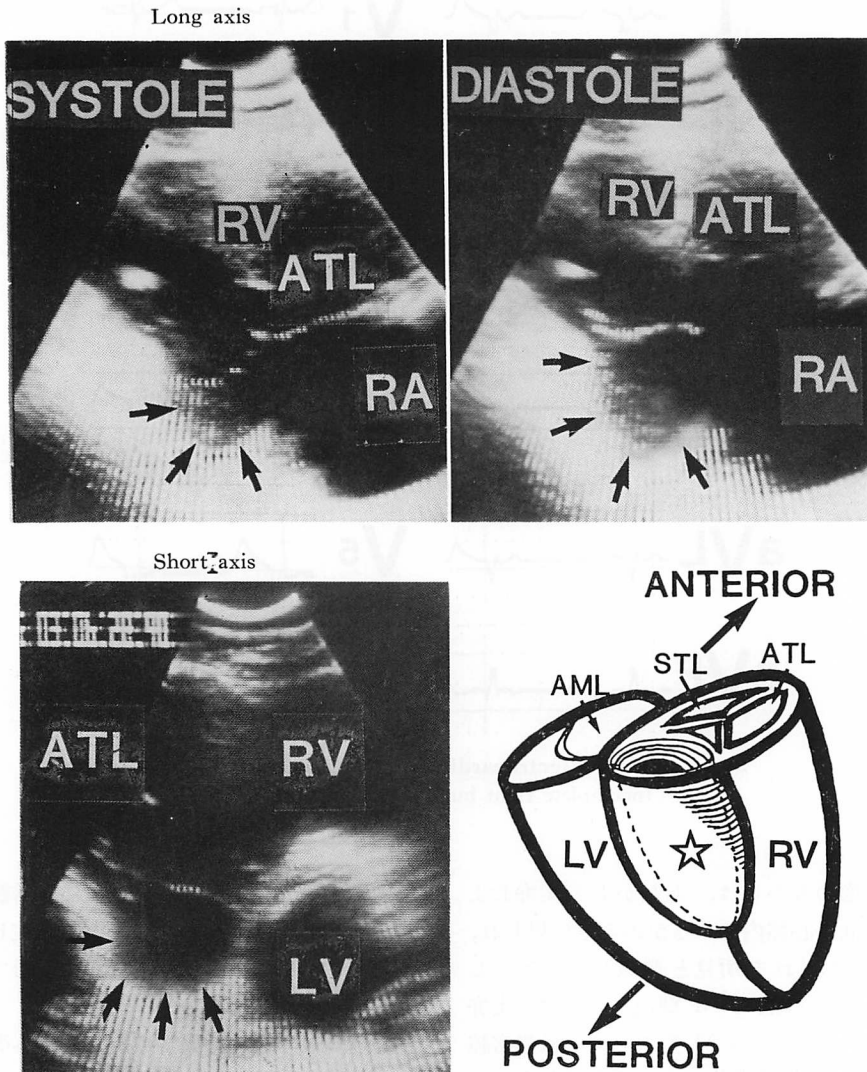 Long axis
SYSTOLE
RV
ATL
RA
DIASTOLE
RV
ATL
RA
Short axis
ATL
RV
LV
ANTERIOR
STL
ATL
AML
LV
RV
POSTERIOR